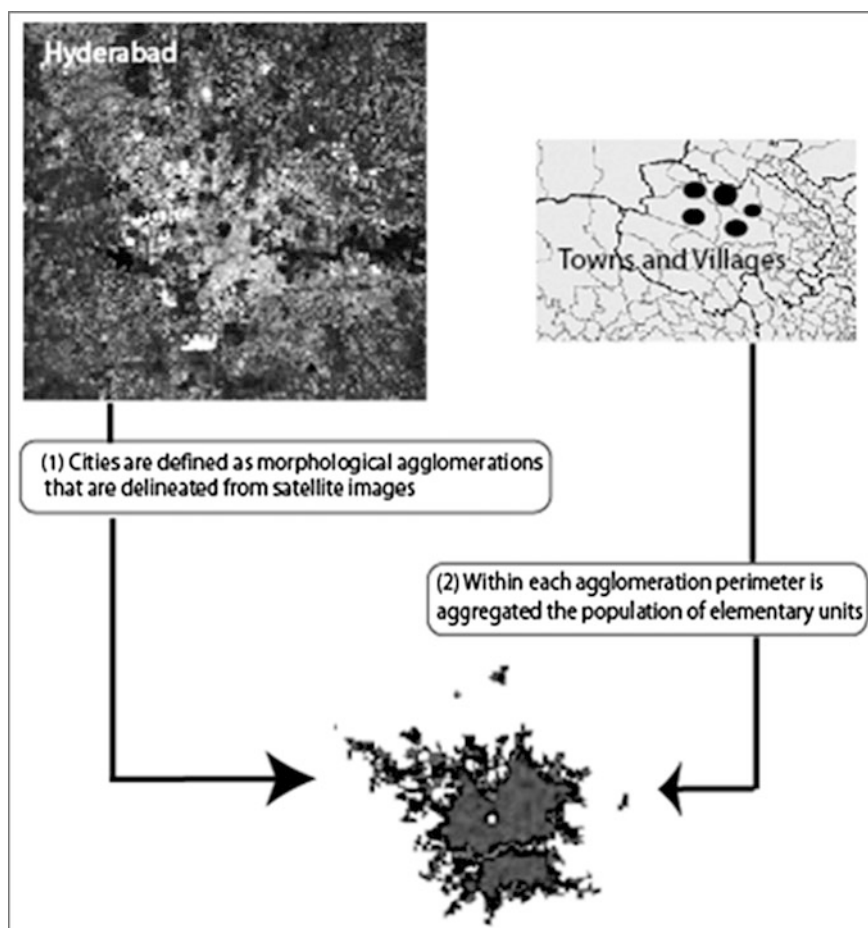 Hyderabad
Towns and Villages
(1) Cities are defined as morphological agglomerations
that are delineated from satellite images
(2) Within each agglomeration perimeter is
aggregated the population of elementary units